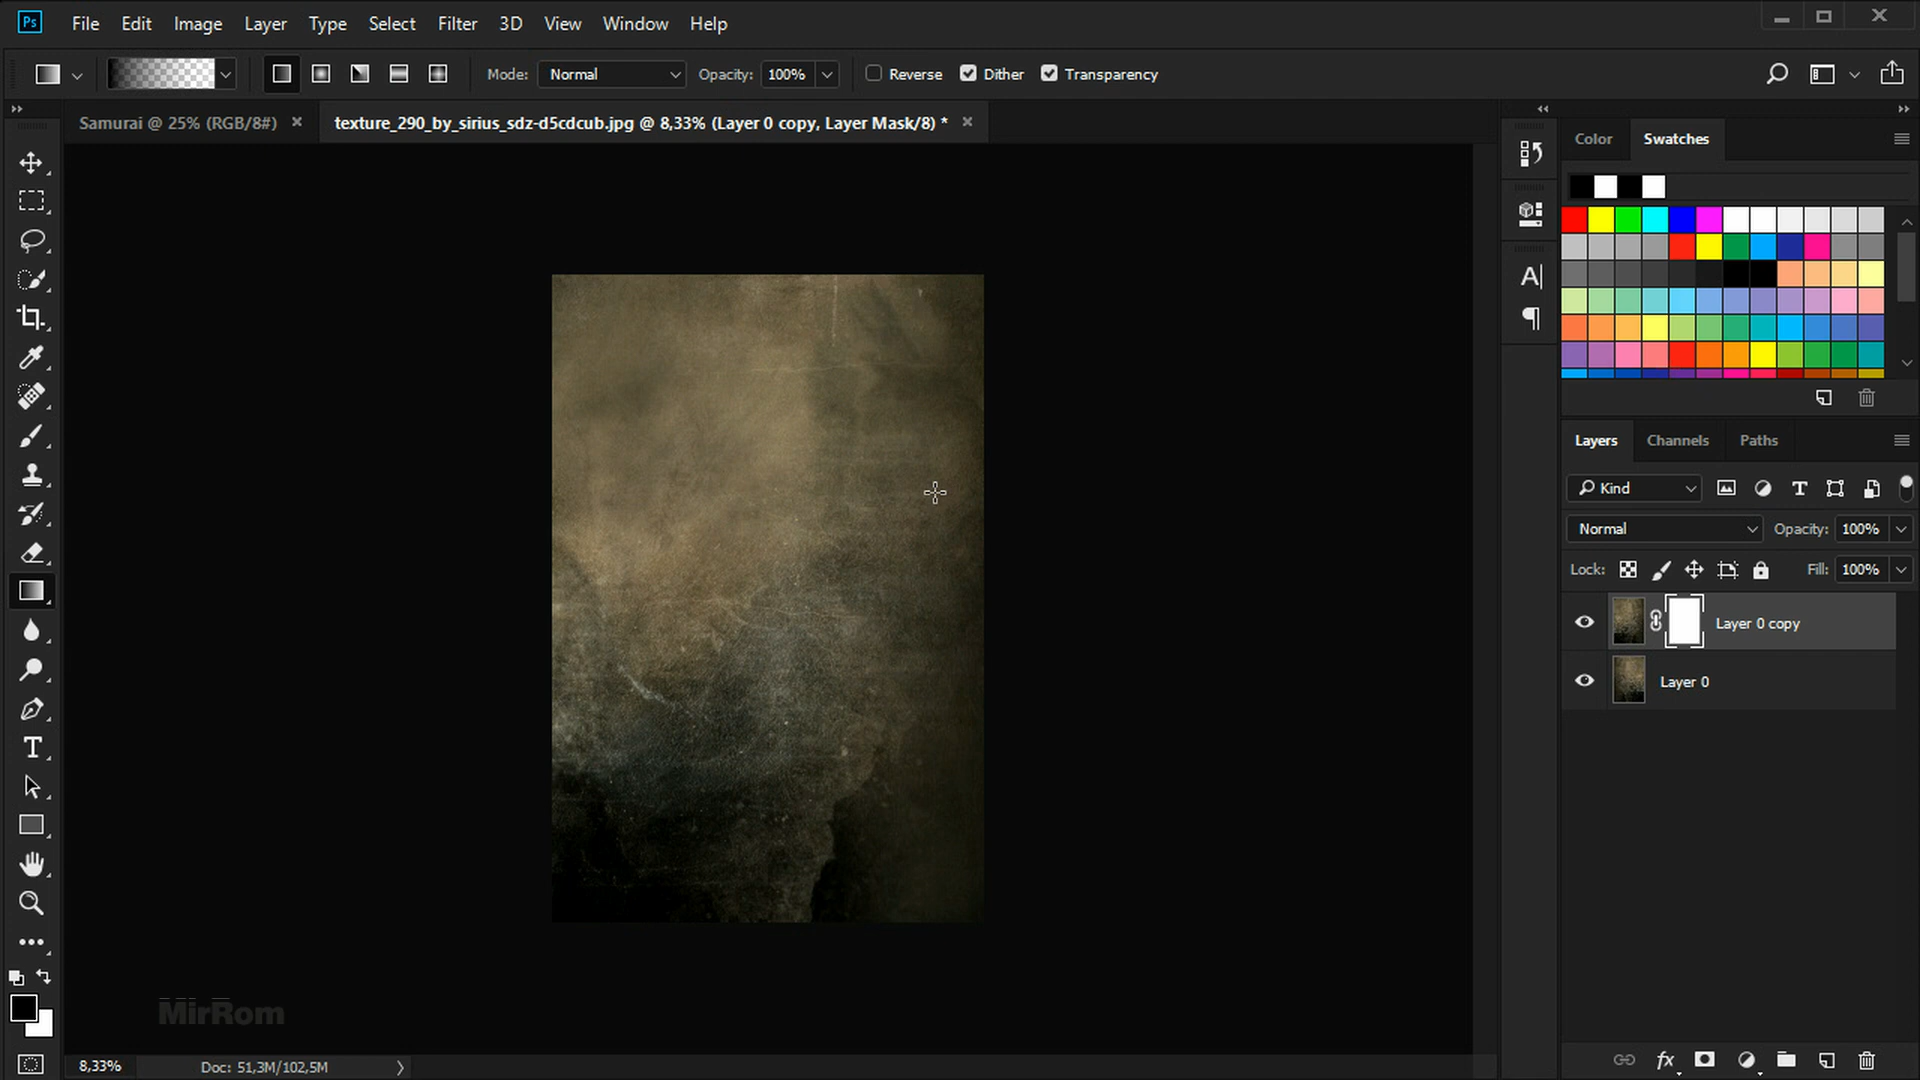 Ps File Edit Image Layer Type Select Filter 3D View Window Help
Mode: Normal Opacity: 100% Reverse Dither Transparency
Samurai @ 25% (RGB/8#) × texture_290_by_sirius_sdz-d5cdcub.jpg @ 8,33% (Layer 0 copy, Layer Mask/8) * ×
Color Swatches
Layers Channels Paths
Kind
Normal Opacity: 100%
Lock: Fill: 100%
Layer 0 copy
Layer 0
MirRom
8,33% Doc: 51,3M/102,5M
fx